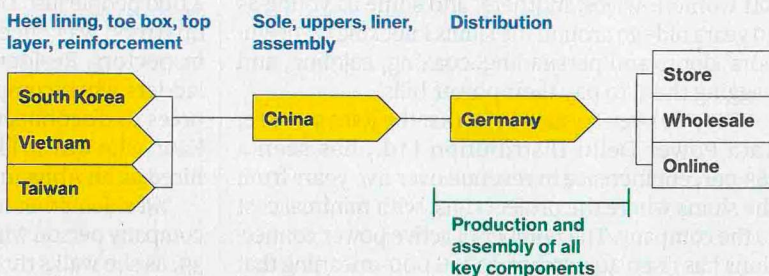 Heel lining, toe box, top
layer, reinforcement
South Korea
Vietnam
Taiwan
Sole, uppers, liner,
assembly
China
Distribution
Germany
Store
Wholesale
Online
Production and
assembly of all
key components